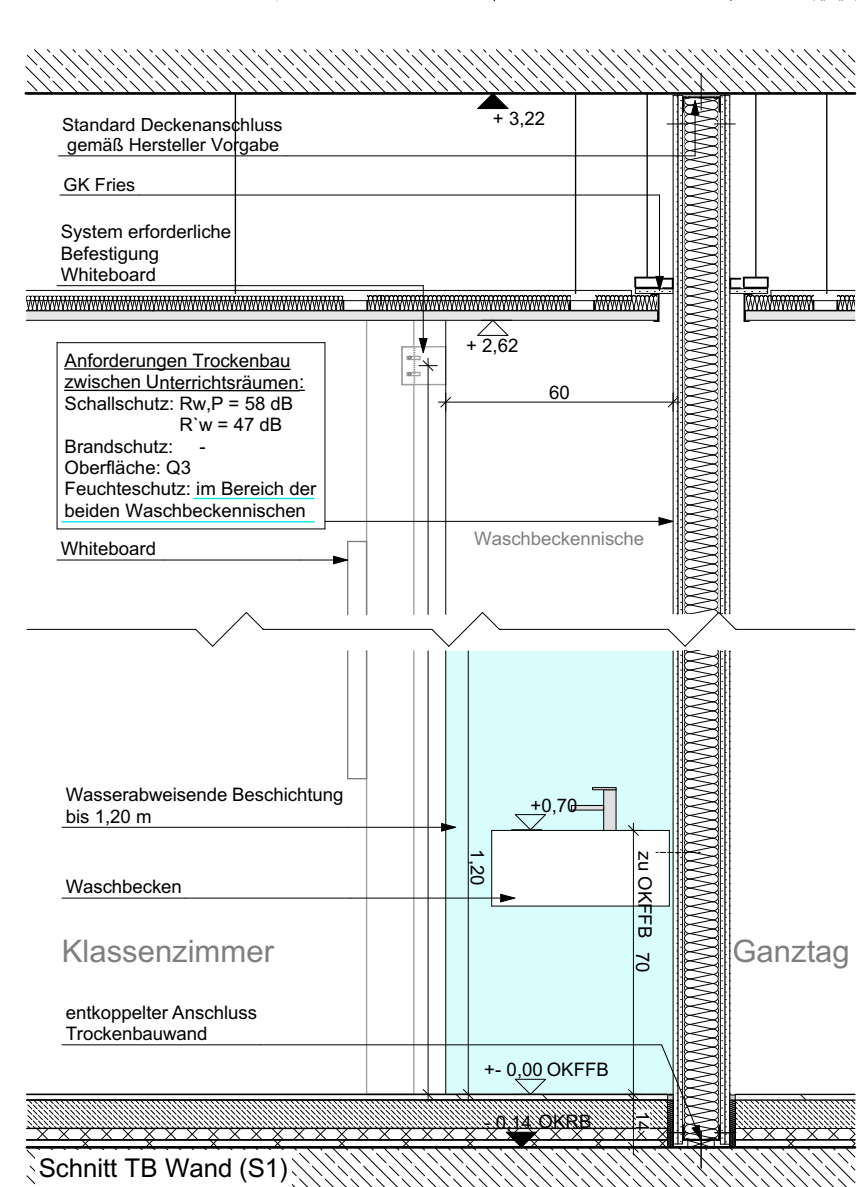 + 3,22
Standard Deckenanschluss
gemäß Hersteller Vorgabe
GK Fries
System erforderliche
Befestigung
Whiteboard
+ 2,62
Anforderungen Trockenbau
zwischen Unterrichtsräumen:
Schallschutz: Rw,P = 58 dB
R`w = 47 dB
Brandschutz: -
Oberfläche: Q3
Feuchteschutz: im Bereich der
beiden Waschbeckennischen
60
Waschbeckennische
Whiteboard
Wasserabweisende Beschichtung
bis 1,20 m
+0,70
1,20
zu OKFFB 70
Waschbecken
Klassenzimmer
Ganztag
entkoppelter Anschluss
Trockenbauwand
+- 0,00 OKFFB
- 0,14 OKRB
14
Schnitt TB Wand (S1)